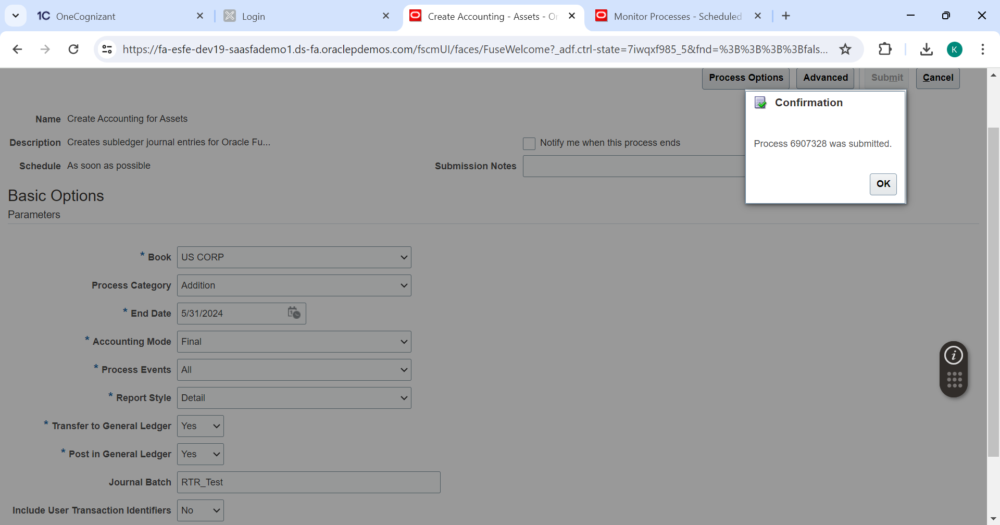 1C OneCognizant
Login
Create Accounting - Assets - Or
Monitor Processes - Scheduled
https://fa-esfe-dev19-saasfademo1.ds-fa.oraclepdemos.com/fscmUI/faces/FuseWelcome?_adf.ctrl-state=7iwqxf985_5&fnd=%3B%3B%3B%3Bfals...
K
Process Options
Advanced
Submit
Cancel
Confirmation
Process 6907328 was submitted.
OK
Name Create Accounting for Assets
Description Creates subledger journal entries for Oracle Fu...
Notify me when this process ends
Schedule As soon as possible
Submission Notes
Basic Options
Parameters
* Book US CORP
Process Category Addition
* End Date 5/31/2024
* Accounting Mode Final
* Process Events All
* Report Style Detail
* Transfer to General Ledger Yes
* Post in General Ledger Yes
Journal Batch RTR_Test
Include User Transaction Identifiers No